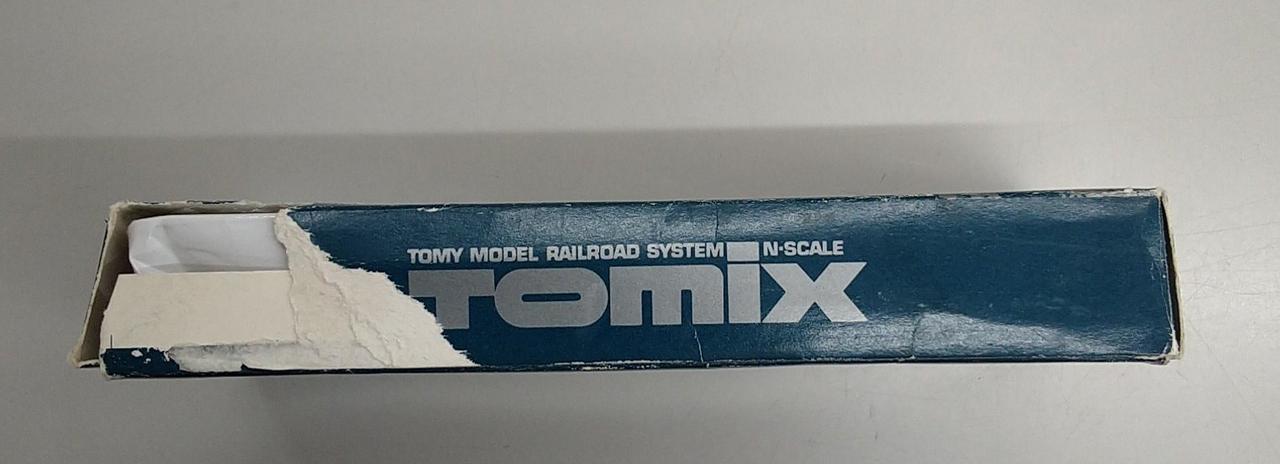 TOMY MODEL RAILROAD SYSTEM N·SCALE
TOMIX